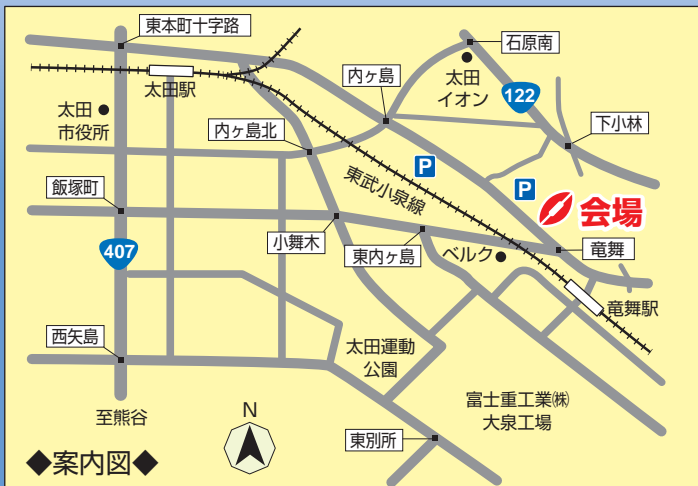 東本町十字路
石原南
内ヶ島
太田
イオン
太田駅
122
太田
市役所
内ヶ島北
下小林
P
東武小泉線
P
飯塚町
会場
小舞木
東内ヶ島
ベルク
竜舞
407
竜舞駅
西矢島
太田運動
公園
富士重工業㈱
大泉工場
至熊谷
N
東別所
◆案内図◆